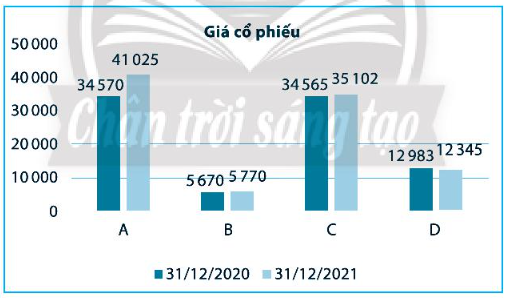 Giá cổ phiếu
50 000
40 000
30 000
20 000
10 000
0
34 570
41 025
5 670
5 770
34 565
35 102
12 983
12 345
A
B
C
D
31/12/2020
31/12/2021
Chân trời sáng tạo